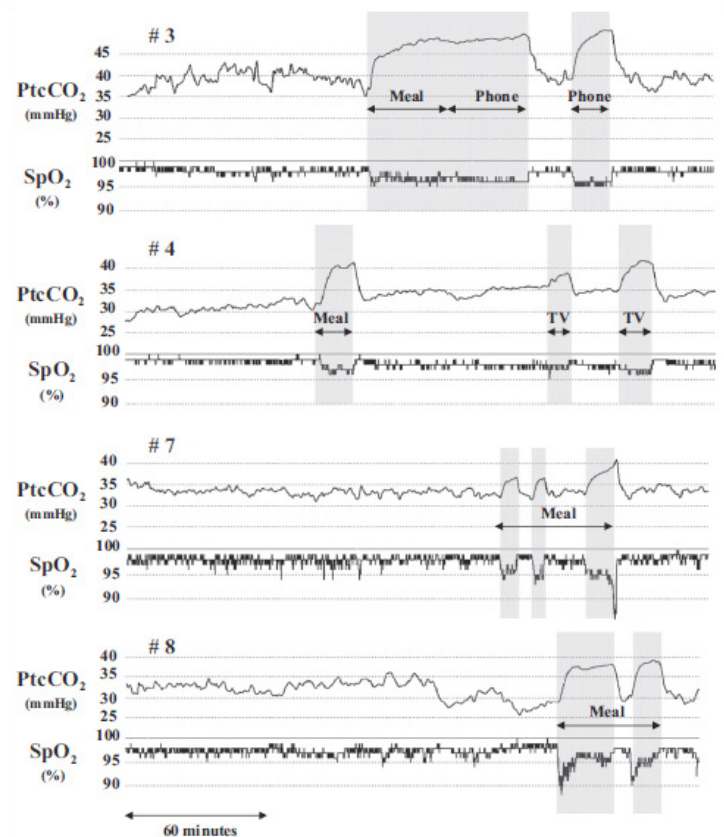 # 3
45
PtcCO2 40
(mmHg) 35
30
25
Meal Phone Phone
100
SpO2 95
(%) 90
# 4
40
PtcCO2 35
(mmHg) 30
25
Meal TV TV
100
SpO2 95
(%) 90
# 7
40
PtcCO2 35
(mmHg) 30
25
Meal
100
SpO2 95
(%) 90
# 8
40
PtcCO2 35
(mmHg) 30
25
Meal
100
SpO2 95
(%) 90
60 minutes